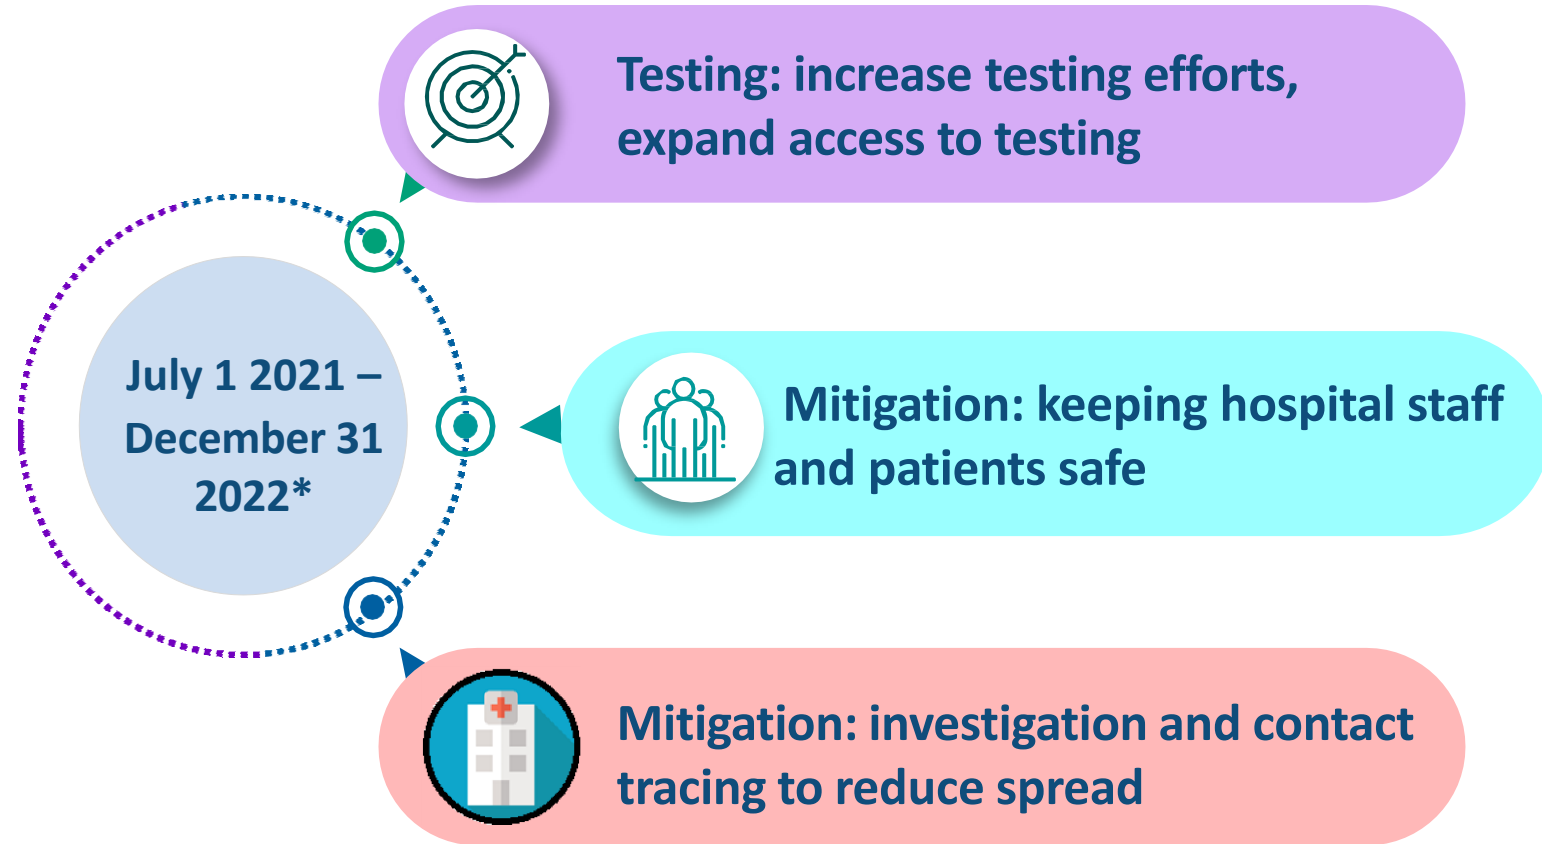 Testing: increase testing efforts,
expand access to testing
July 1 2021 –
December 31
2022*
Mitigation: keeping hospital staff
and patients safe
Mitigation: investigation and contact
tracing to reduce spread